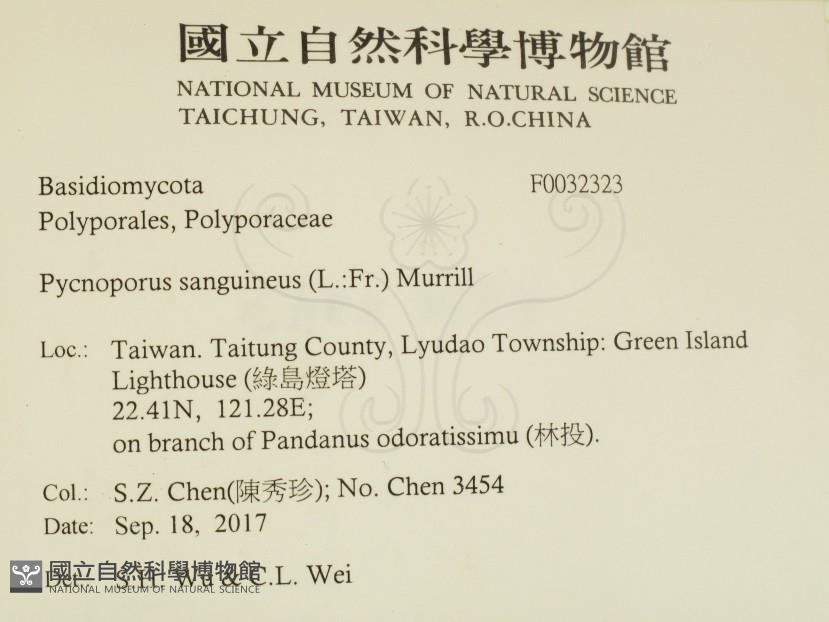 國立自然科學博物館
NATIONAL MUSEUM OF NATURAL SCIENCE
TAICHUNG, TAIWAN, R.O.CHINA
Basidiomycota F0032323
Polyporales, Polyporaceae
Pycnoporus sanguineus (L.:Fr.) Murrill
Loc.: Taiwan. Taitung County, Lyudao Township: Green Island
Lighthouse (綠島燈塔)
22.41N, 121.28E;
on branch of Pandanus odoratissimu (林投).
Col.: S.Z. Chen(陳秀珍); No. Chen 3454
Date: Sep. 18, 2017
Det.: S.H. Wu & C.L. Wei
國立自然科學博物館
NATIONAL MUSEUM OF NATURAL SCIENCE